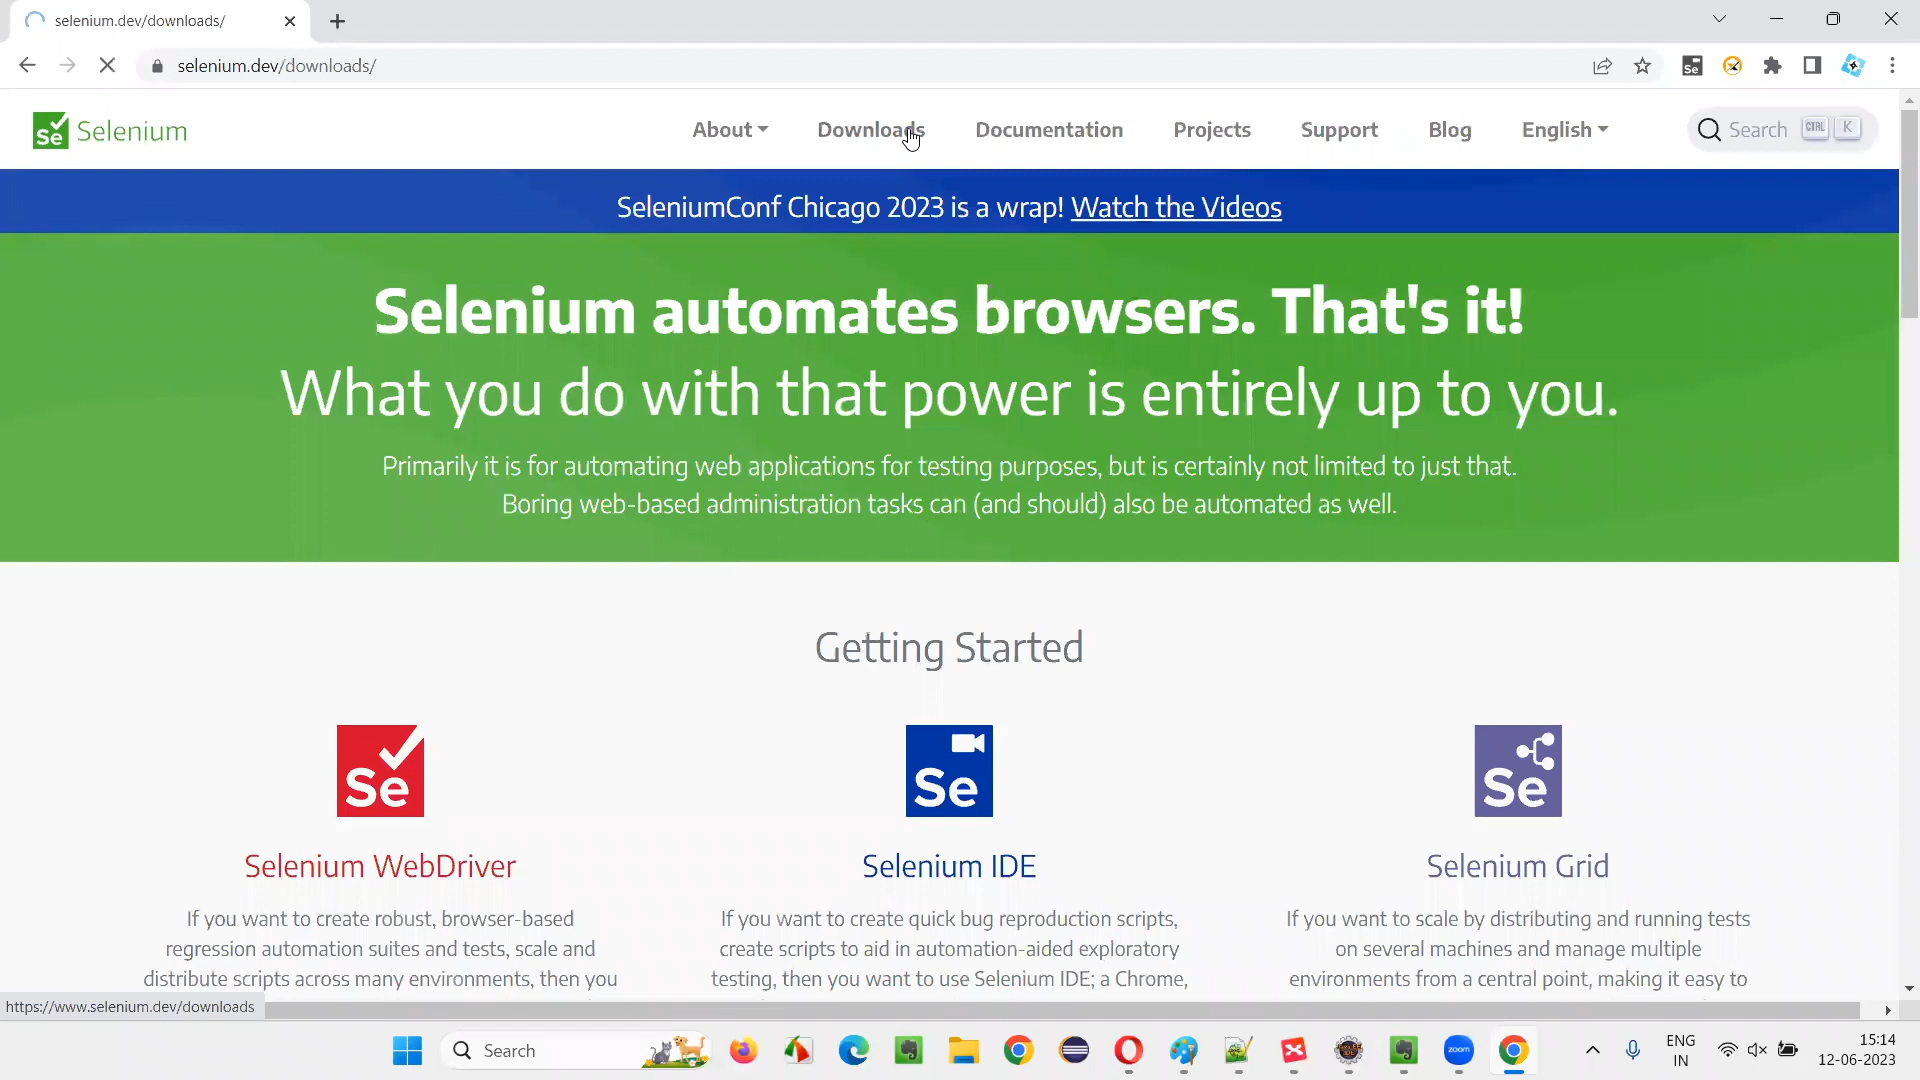 selenium.dev/downloads/
selenium.dev/downloads/
Se
Se Selenium
About
Downloads
Documentation
Projects
Support
Blog
English
Search CTRL K
SeleniumConf Chicago 2023 is a wrap! Watch the Videos
Selenium automates browsers. That's it!
What you do with that power is entirely up to you.
Primarily it is for automating web applications for testing purposes, but is certainly not limited to just that.
Boring web-based administration tasks can (and should) also be automated as well.
Getting Started
Se
Se
Se
Selenium WebDriver
If you want to create robust, browser-based
regression automation suites and tests, scale and
distribute scripts across many environments, then you
Selenium IDE
If you want to create quick bug reproduction scripts,
create scripts to aid in automation-aided exploratory
testing, then you want to use Selenium IDE; a Chrome,
Selenium Grid
If you want to scale by distributing and running tests
on several machines and manage multiple
environments from a central point, making it easy to
https://www.selenium.dev/downloads
Search
zoom
ENG
IN
15:14
12-06-2023